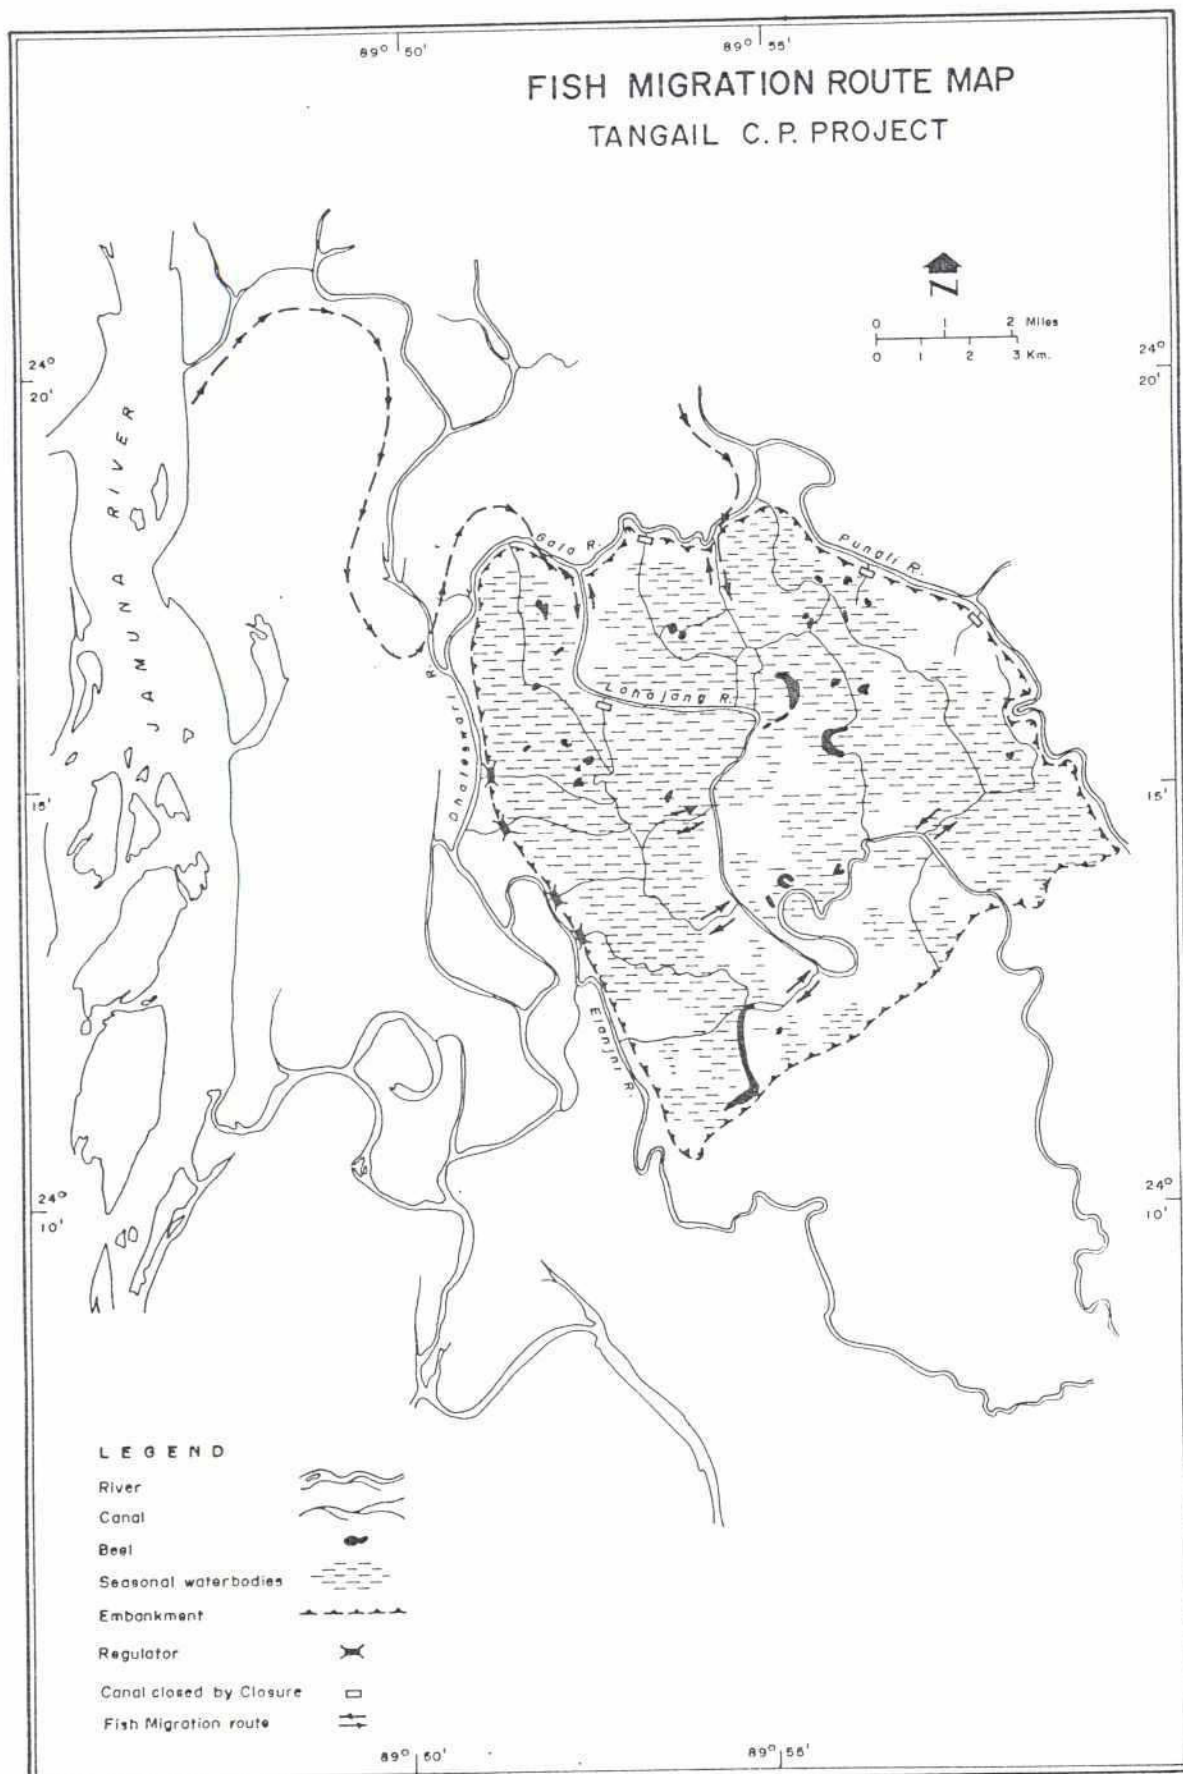 89° 50'
89° 55'
FISH MIGRATION ROUTE MAP
TANGAIL C. P. PROJECT
N
0 1 2 Miles
0 1 2 3 Km.
24°
20'
24°
20'
JAMUNA RIVER
Gala R.
Pungli R.
Lohajang R.
Dhaleswari R.
15'
15'
Elanjni R.
24°
10'
24°
10'
LEGEND
River
Canal
Beel
Seasonal waterbodies
Embankment
Regulator
Canal closed by Closure
Fish Migration route
89° 50'
89° 55'